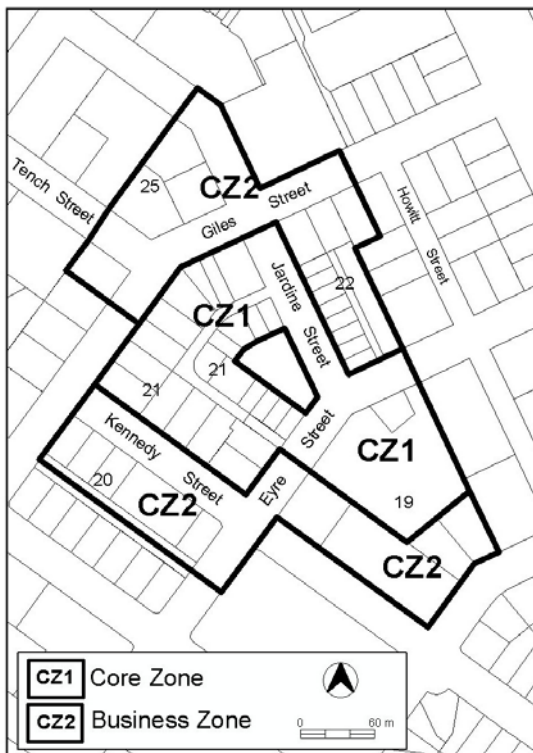 Tench Street
25
CZ2
Giles Street
Howitt Street
Jardine Street
22
CZ1
21
21
Kennedy Street
Eyre Street
CZ1
20
CZ2
19
CZ2
CZ1 Core Zone
CZ2 Business Zone
0 60 m